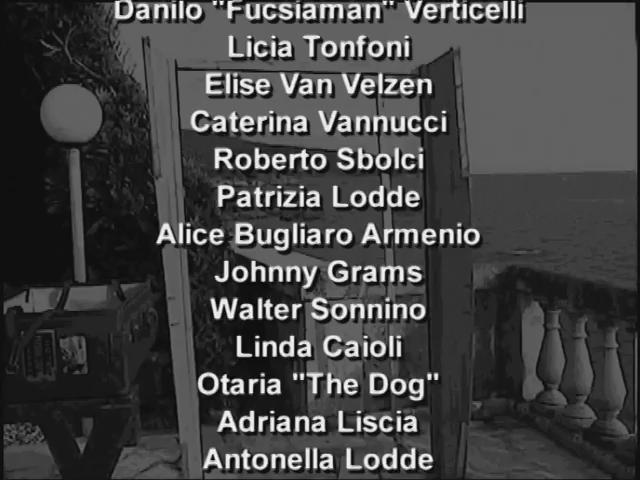 Danilo "Fucsiaman" Verticelli
Licia Tonfoni
Elise Van Velzen
Caterina Vannucci
Roberto Sbolci
Patrizia Lodde
Alice Bugliaro Armenio
Johnny Grams
Walter Sonnino
Linda Caioli
Otaria "The Dog"
Adriana Liscia
Antonella Lodde